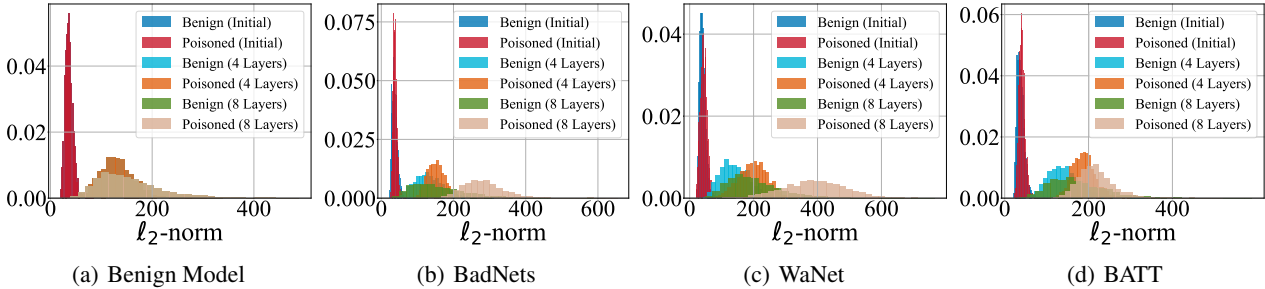 0.04
0.02
0.00
0 200 400
ℓ2-norm
Benign (Initial)
Poisoned (Initial)
Benign (4 Layers)
Poisoned (4 Layers)
Benign (8 Layers)
Poisoned (8 Layers)
(a) Benign Model
0.075
0.050
0.025
0.000
0 200 400 600
ℓ2-norm
Benign (Initial)
Poisoned (Initial)
Benign (4 Layers)
Poisoned (4 Layers)
Benign (8 Layers)
Poisoned (8 Layers)
(b) BadNets
0.04
0.02
0.00
0 200 400 600
ℓ2-norm
Benign (Initial)
Poisoned (Initial)
Benign (4 Layers)
Poisoned (4 Layers)
Benign (8 Layers)
Poisoned (8 Layers)
(c) WaNet
0.06
0.04
0.02
0.00
0 200 400
ℓ2-norm
Benign (Initial)
Poisoned (Initial)
Benign (4 Layers)
Poisoned (4 Layers)
Benign (8 Layers)
Poisoned (8 Layers)
(d) BATT